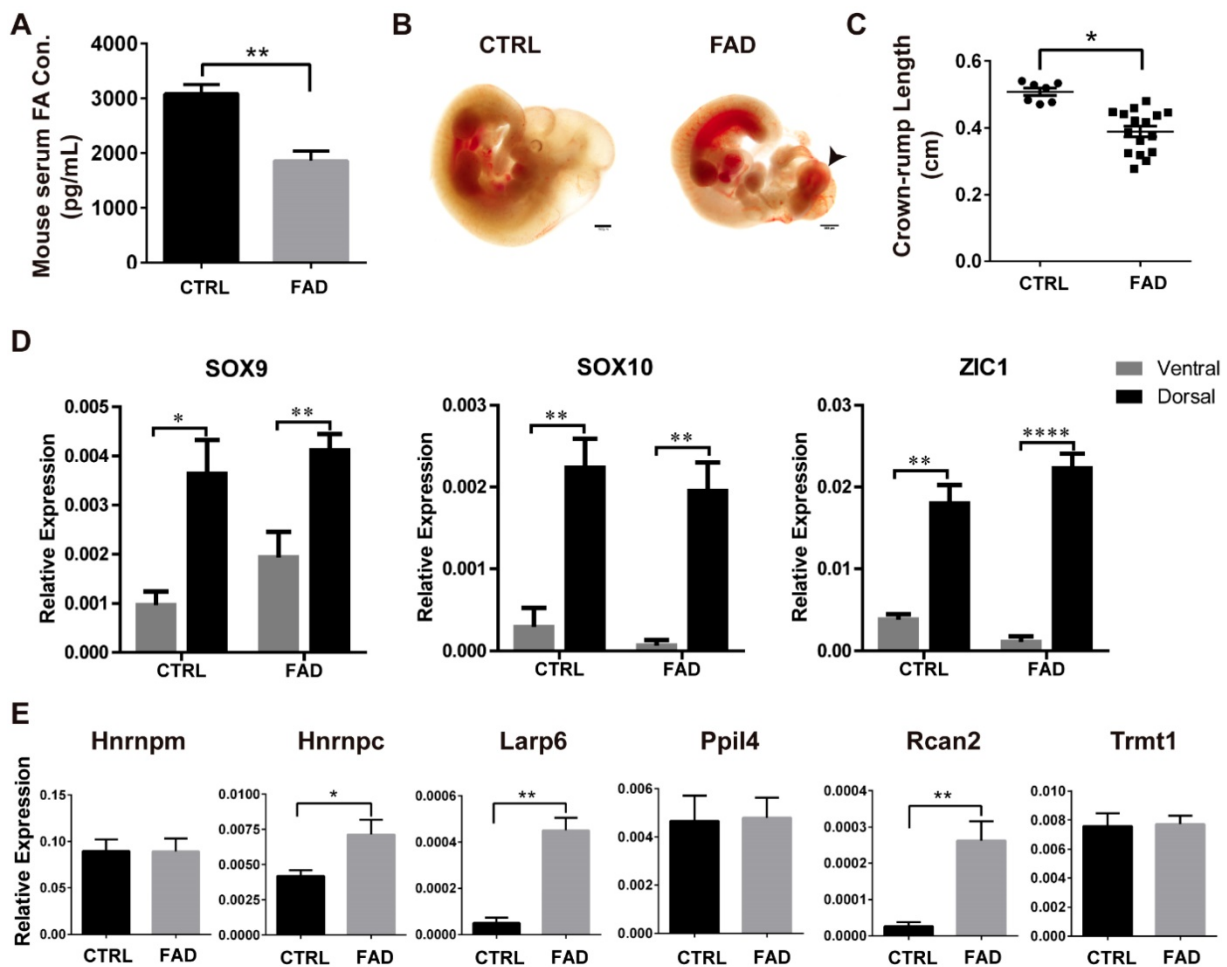 A
Mouse serum FA Con.
(pg/mL)
4000
3000
2000
1000
0
**
CTRL
FAD
B
CTRL
FAD
C
Crown-rump Length
(cm)
0.6
0.4
0.2
0.0
*
CTRL
FAD
D
SOX9
Relative Expression
0.005
0.004
0.003
0.002
0.001
0.000
*
**
CTRL
FAD
SOX10
Relative Expression
0.003
0.002
0.001
0.000
**
**
CTRL
FAD
ZIC1
Relative Expression
0.03
0.02
0.01
0.00
**
****
CTRL
FAD
Ventral
Dorsal
E
Relative Expression
Hnrnpm
0.15
0.10
0.05
0.00
CTRL
FAD
Hnrnpc
0.0100
0.0075
0.0050
0.0025
0.0000
*
CTRL
FAD
Larp6
0.0006
0.0004
0.0002
0.0000
**
CTRL
FAD
Ppil4
0.006
0.004
0.002
0.000
CTRL
FAD
Rcan2
0.0004
0.0003
0.0002
0.0001
0.0000
**
CTRL
FAD
Trmt1
0.010
0.008
0.006
0.004
0.002
0.000
CTRL
FAD